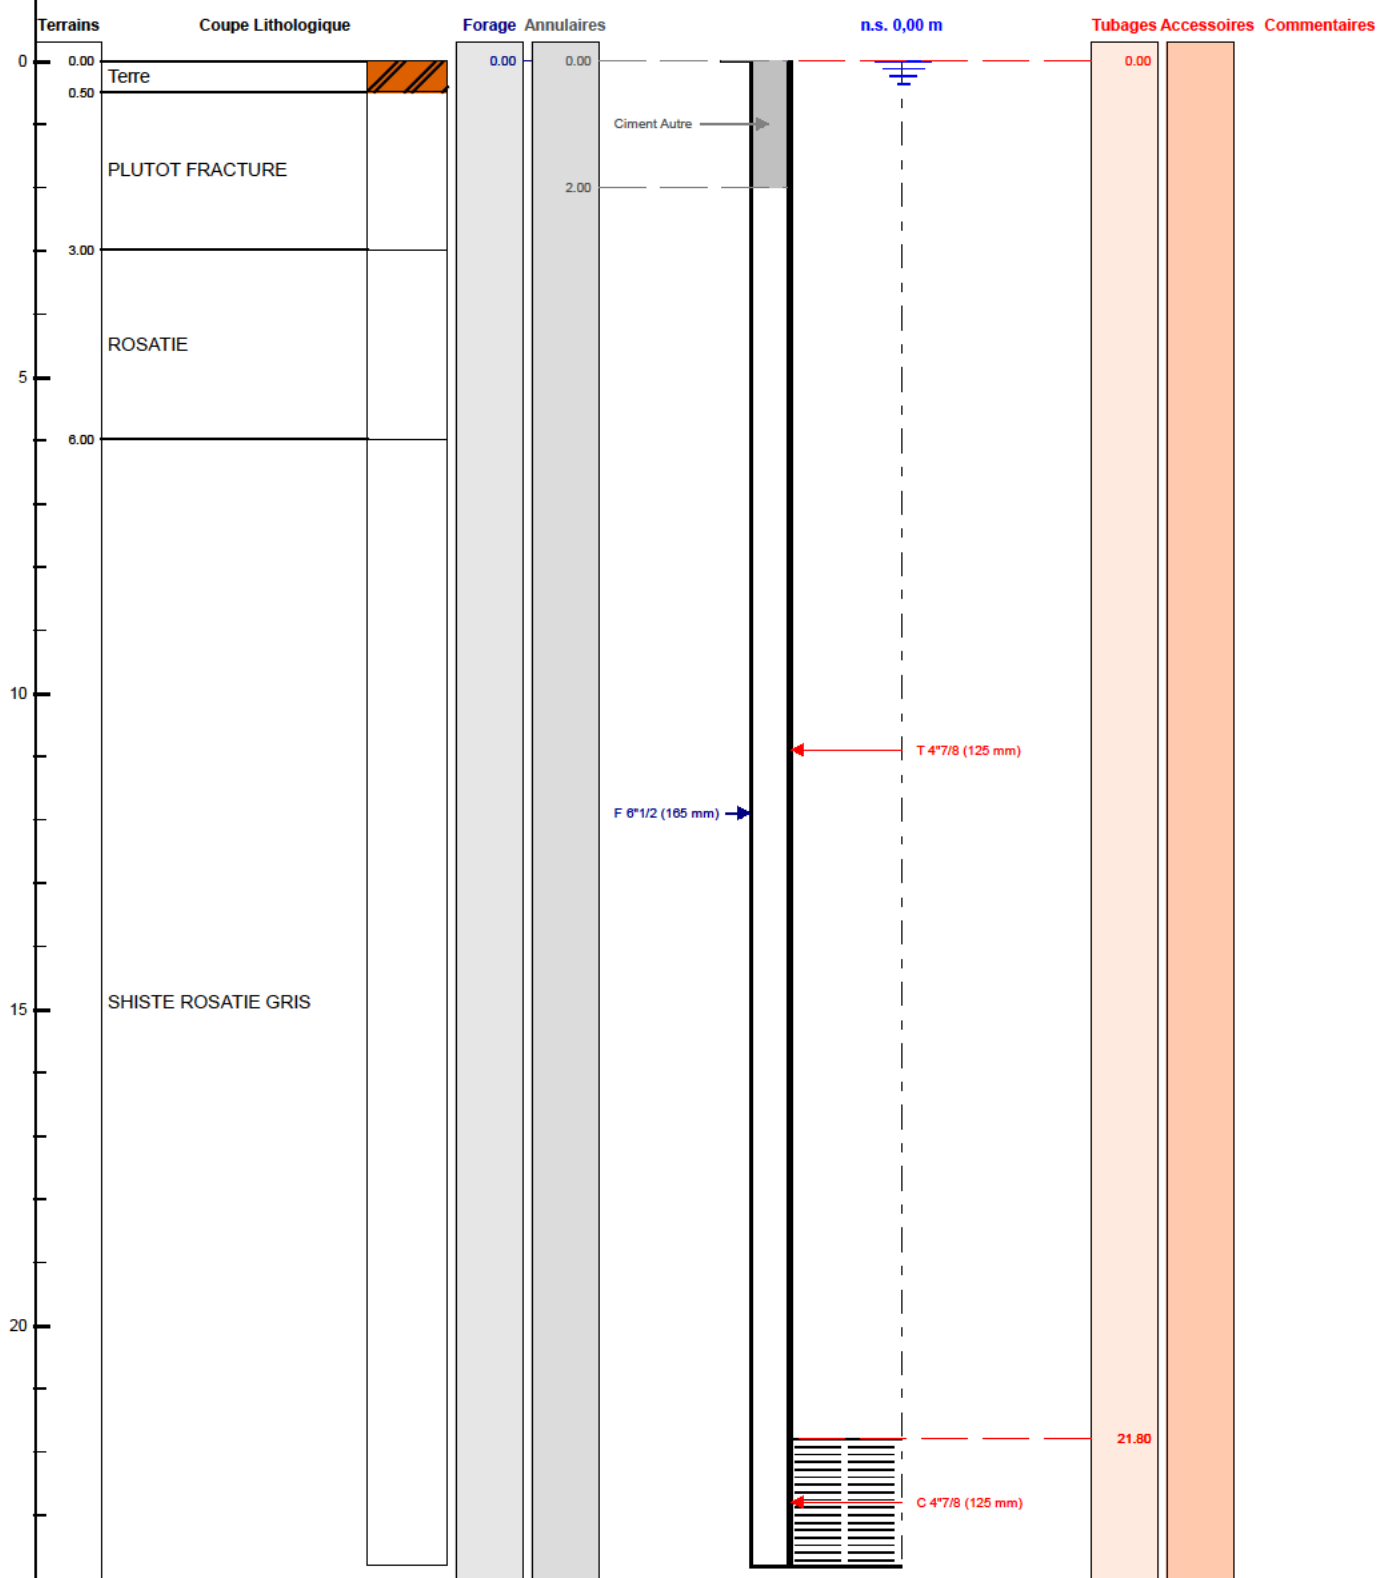 Terrains Coupe Lithologique Forage Annulaires n.s. 0,00 m Tubages Accessoires Commentaires
0 0.00 0.00 0.00 0.00
Terre
0.50
Ciment Autre
PLUTOT FRACTURE
2.00
3.00
ROSATIE
5
6.00
10
T 4"7/8 (125 mm)
F 6"1/2 (165 mm)
SHISTE ROSATIE GRIS
15
20
21.80
C 4"7/8 (125 mm)